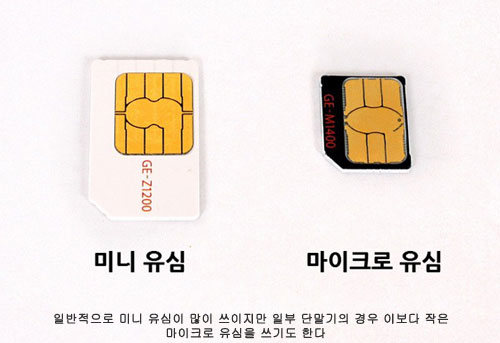 GE-Z1200
GE-M1400
미니 유심
마이크로 유심
일반적으로 미니 유심이 많이 쓰이지만 일부 단말기의 경우 이보다 작은
마이크로 유심을 쓰기도 한다